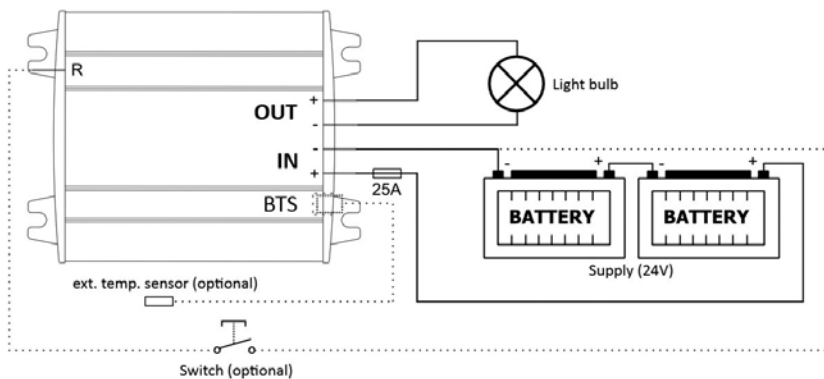 R
+
OUT
-
-
IN
+
25A
BTS
Light bulb
- + - +
BATTERY BATTERY
Supply (24V)
ext. temp. sensor (optional)
Switch (optional)